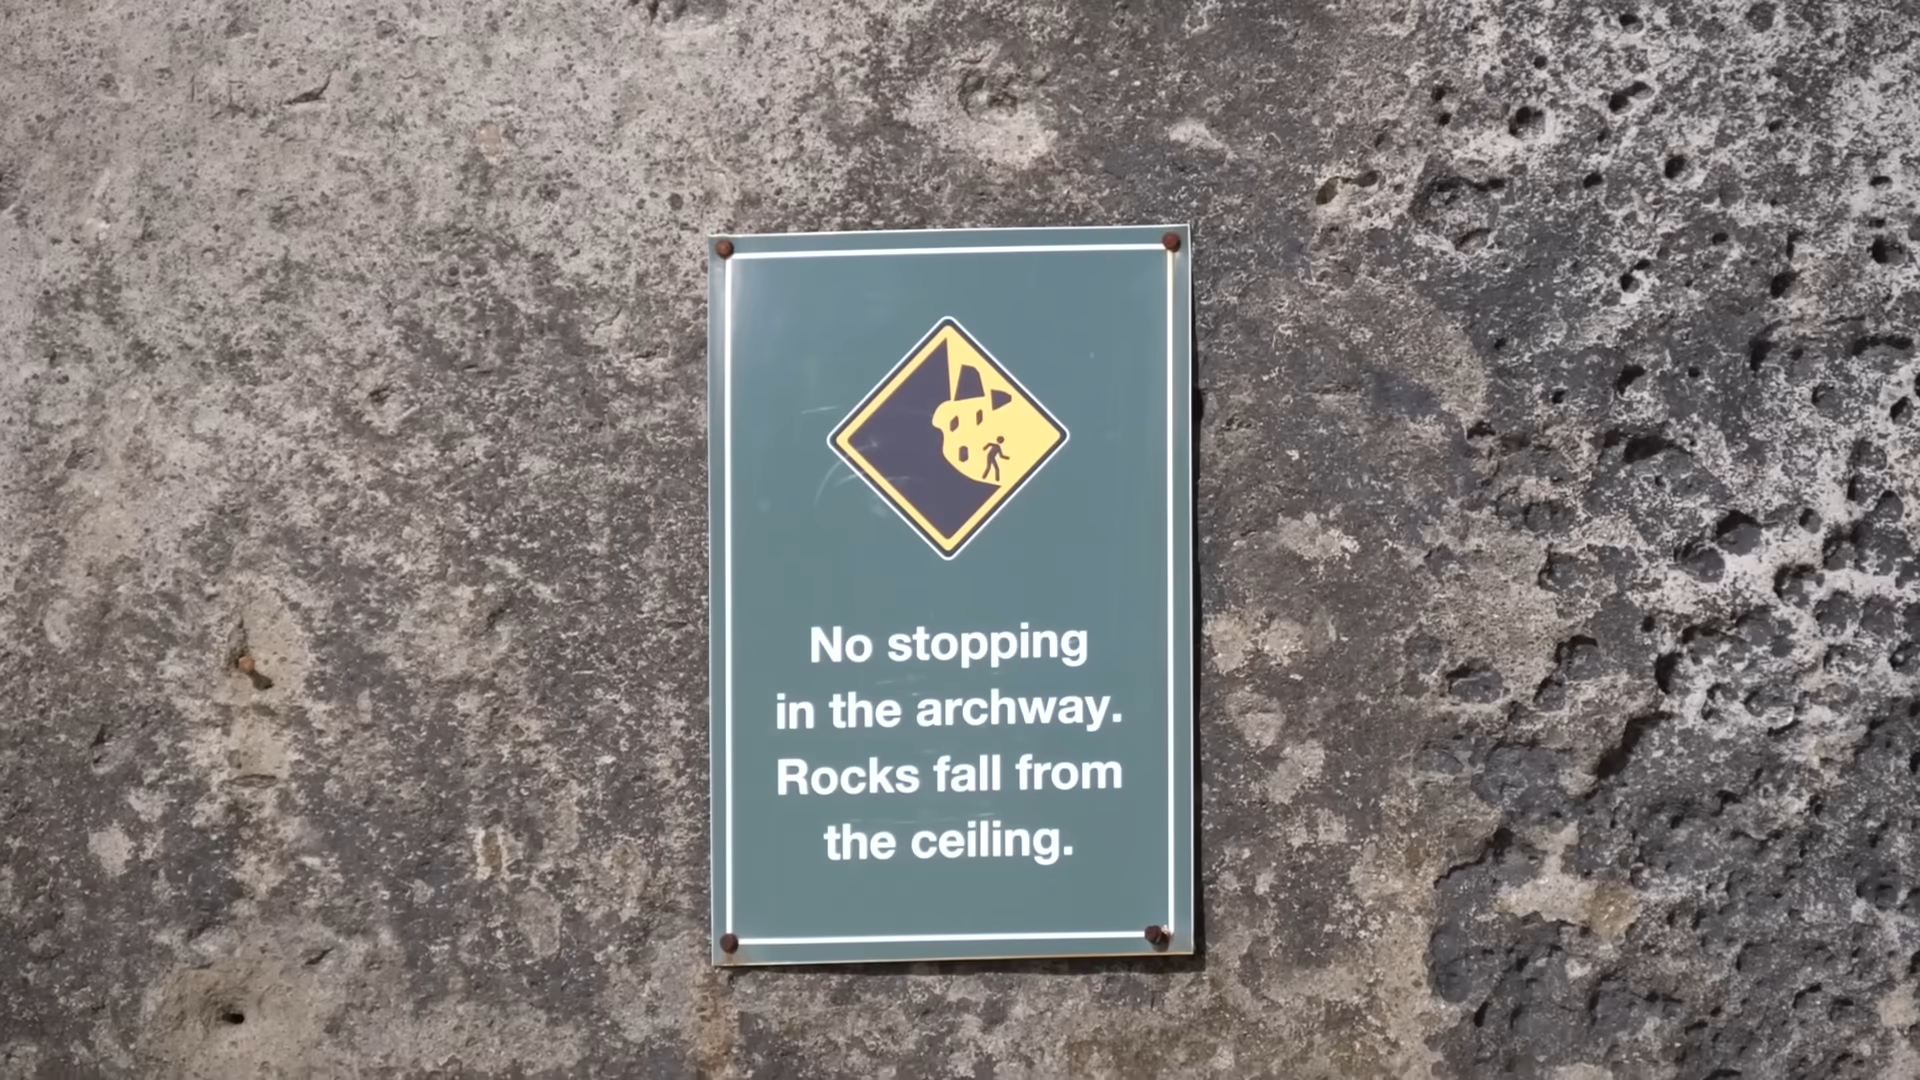 No stopping
in the archway.
Rocks fall from
the ceiling.